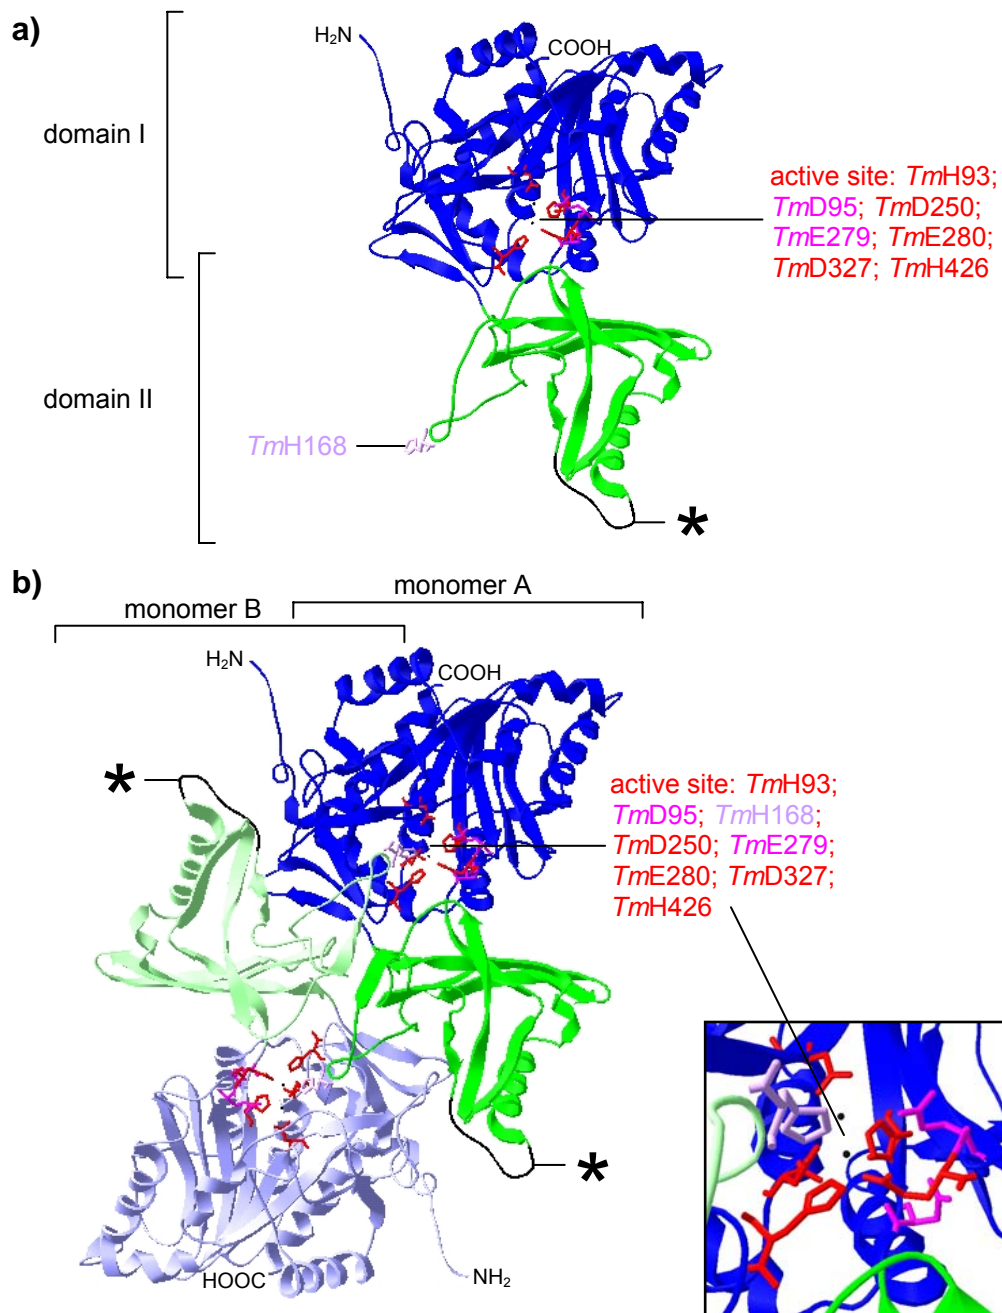 a)
H₂N
COOH
domain I
active site: TmH93;
TmD95; TmD250;
TmE279; TmE280;
TmD327; TmH426
domain II
TmH168
*
b)
monomer A
monomer B
H₂N
COOH
*
active site: TmH93;
TmD95; TmH168;
TmD250; TmE279;
TmE280; TmD327;
TmH426
*
HOOC
NH₂